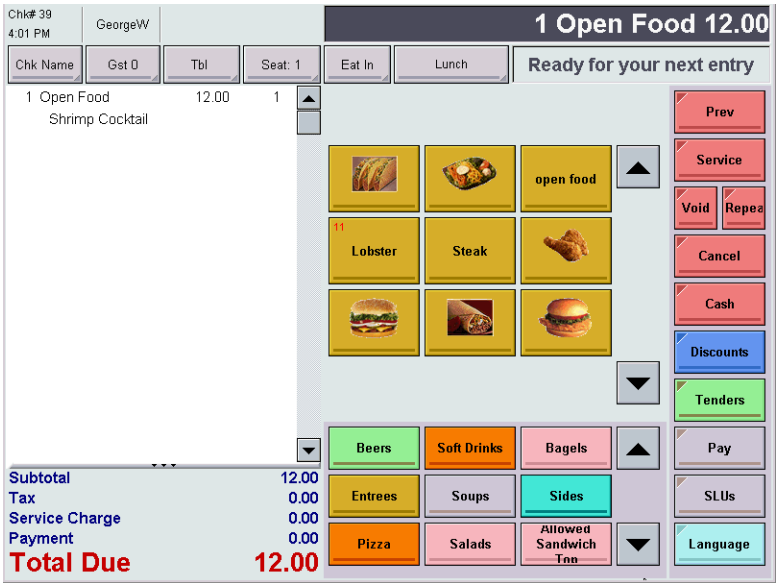 Chk# 39
4:01 PM
GeorgeW
1 Open Food 12.00
Chk Name
Gst 0
Tbl
Seat: 1
Eat In
Lunch
Ready for your next entry
1 Open Food 12.00 1
Shrimp Cocktail
open food
11
Lobster
Steak
Prev
Service
Void
Repea
Cancel
Cash
Discounts
Tenders
Pay
SLUs
Language
Beers
Soft Drinks
Bagels
Entrees
Soups
Sides
Pizza
Salads
Allowed
Sandwich
Top
Subtotal 12.00
Tax 0.00
Service Charge 0.00
Payment 0.00
Total Due 12.00